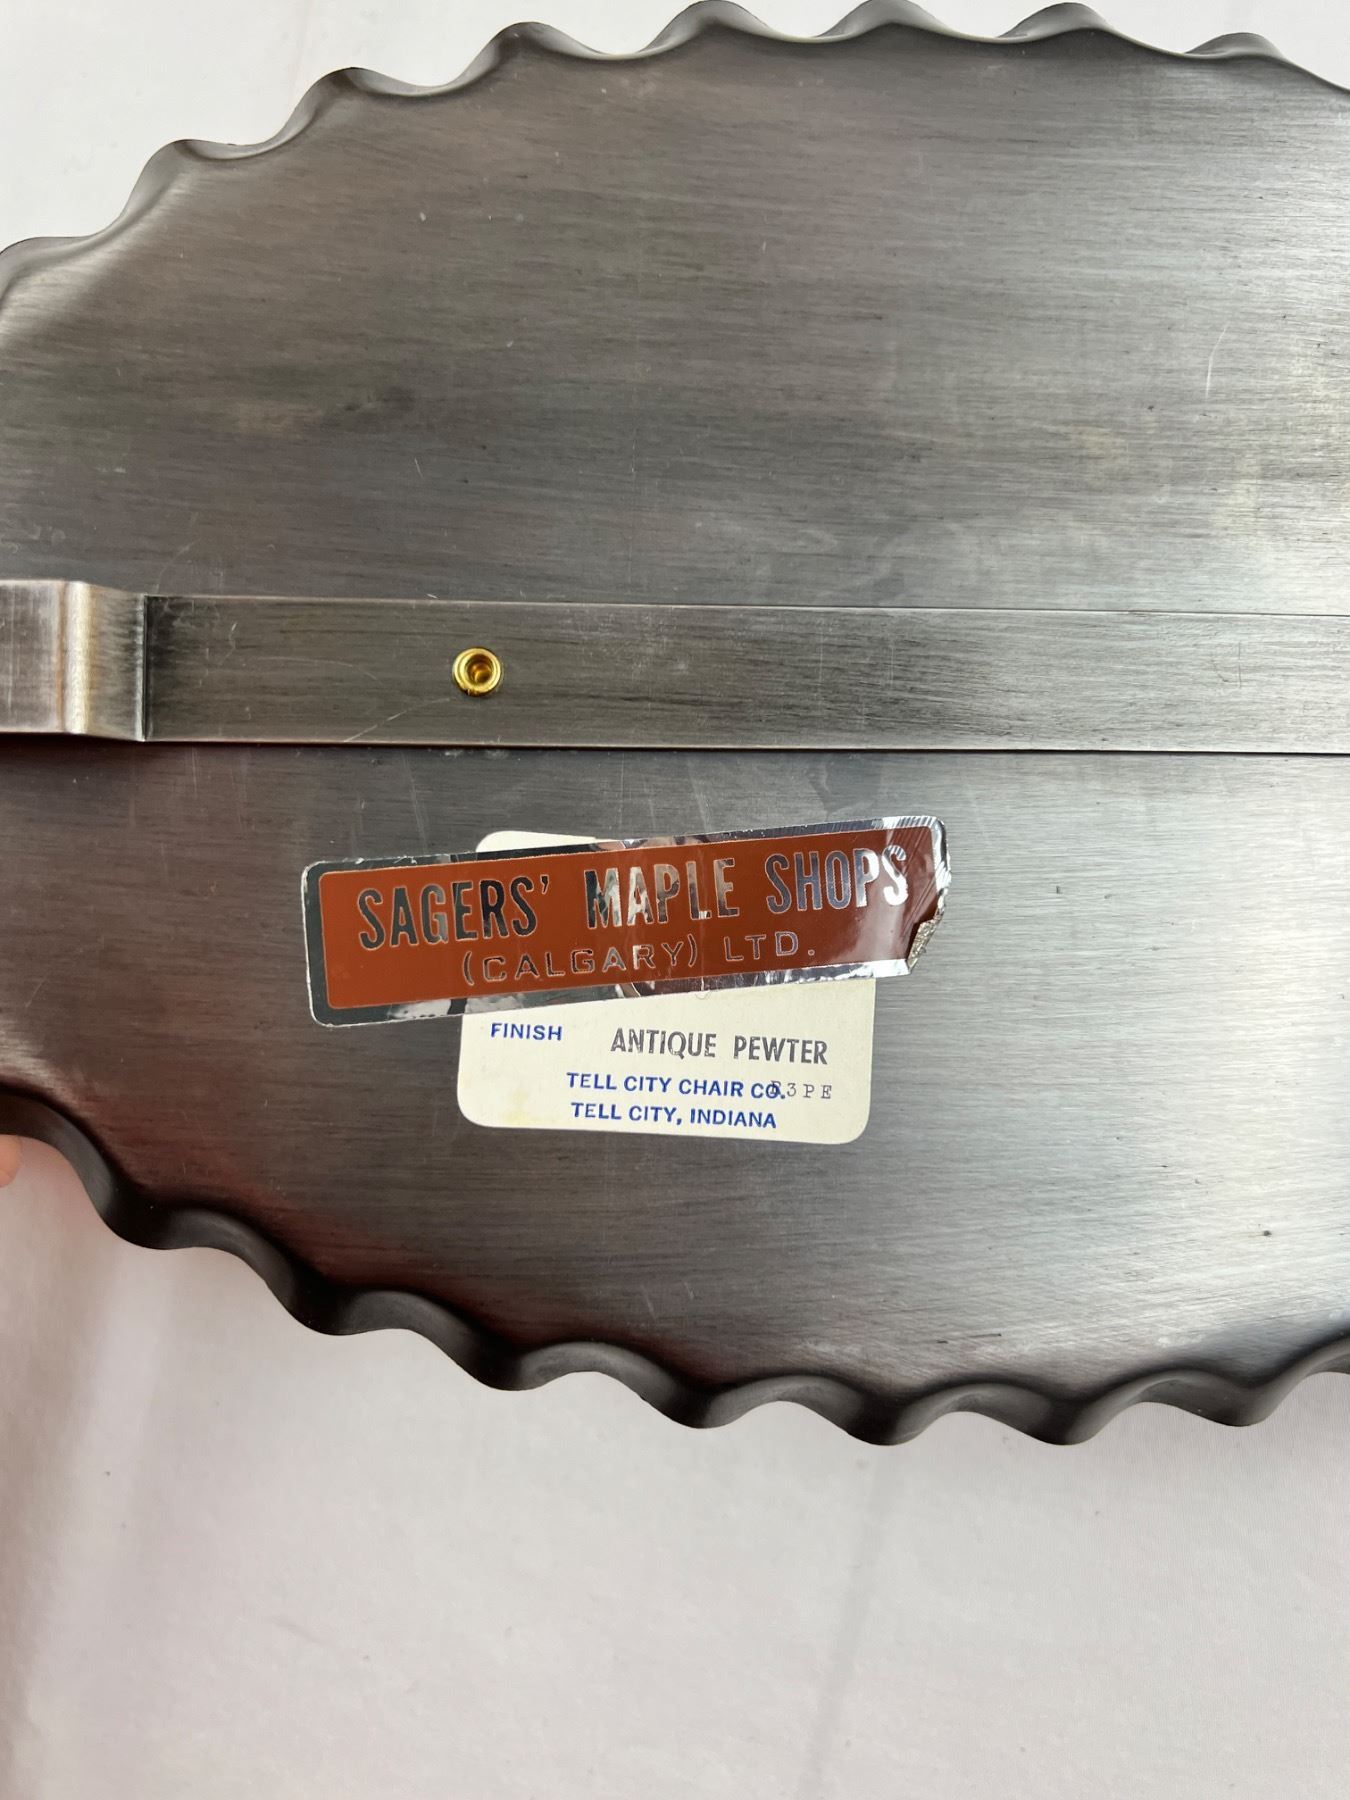 SAGERS' MAPLE SHOPS
(CALGARY) LTD.
FINISH ANTIQUE PEWTER
TELL CITY CHAIR CO.
TELL CITY, INDIANA